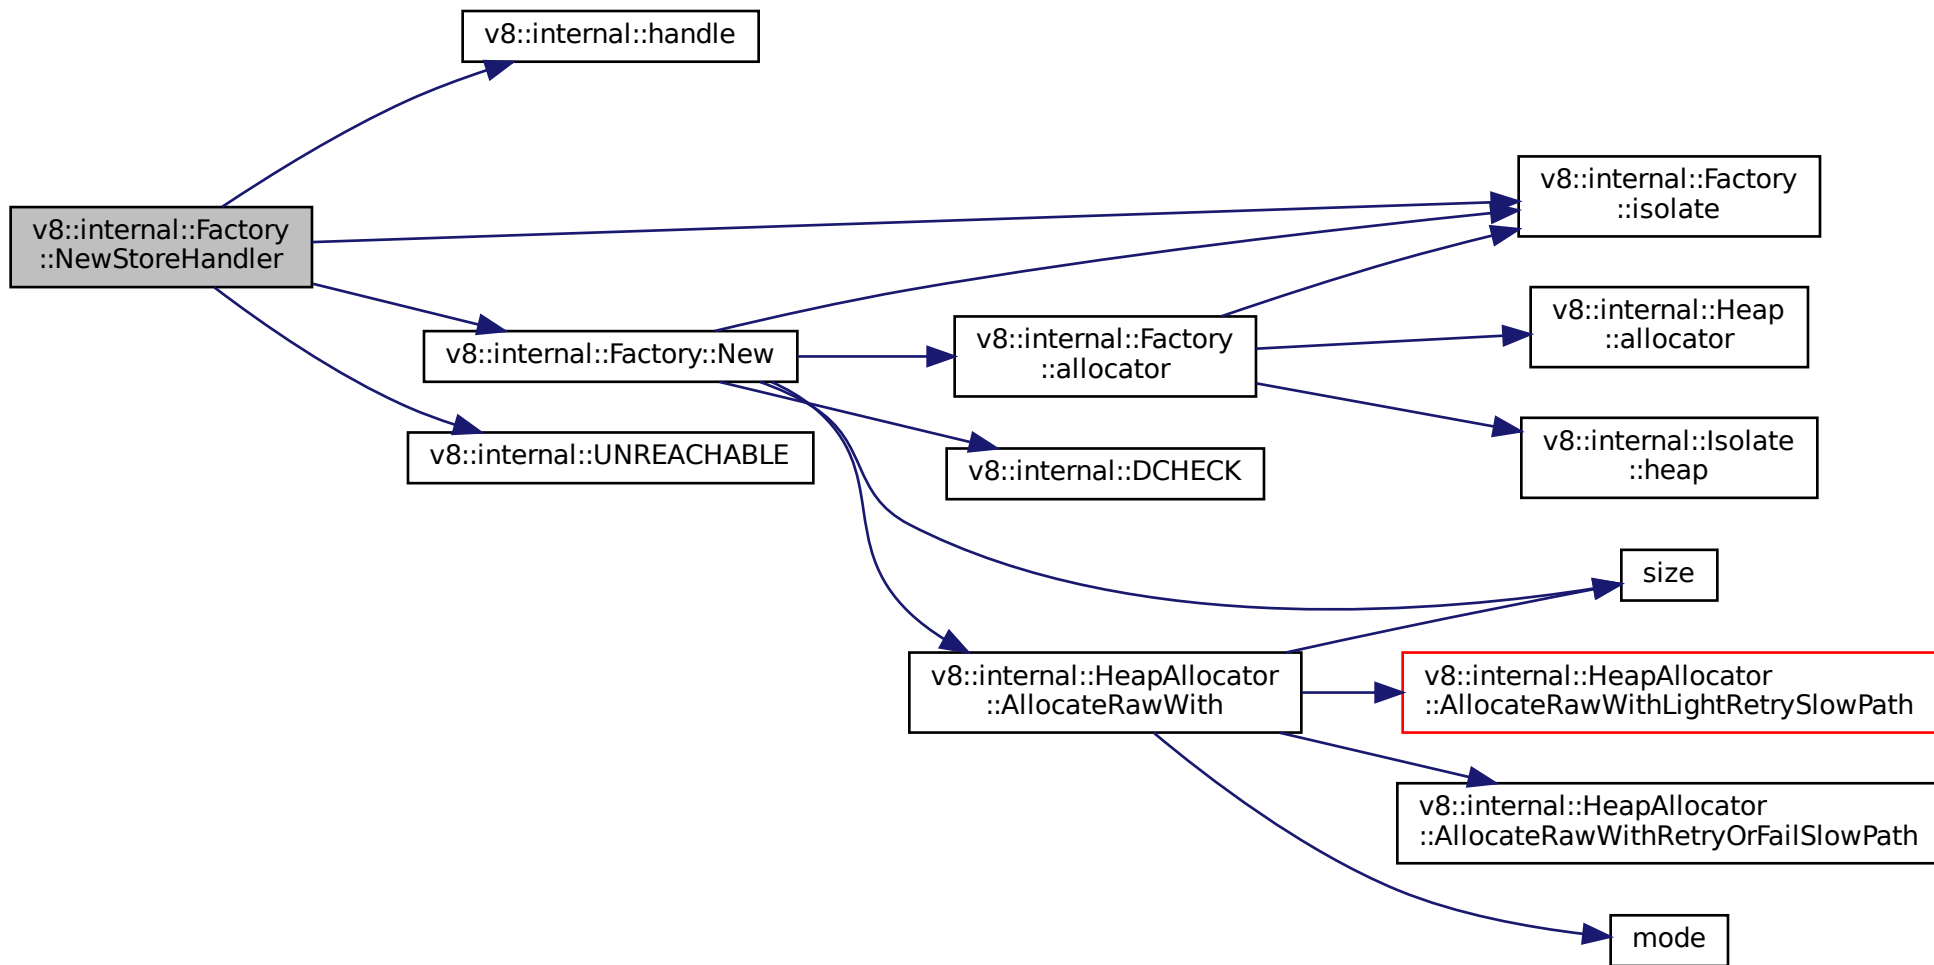 v8::internal::handle
v8::internal::Factory
::NewStoreHandler
v8::internal::Factory::New
v8::internal::UNREACHABLE
v8::internal::Factory
::isolate
v8::internal::Factory
::allocator
v8::internal::Heap
::allocator
v8::internal::Isolate
::heap
v8::internal::DCHECK
size
v8::internal::HeapAllocator
::AllocateRawWith
v8::internal::HeapAllocator
::AllocateRawWithLightRetrySlowPath
v8::internal::HeapAllocator
::AllocateRawWithRetryOrFailSlowPath
mode